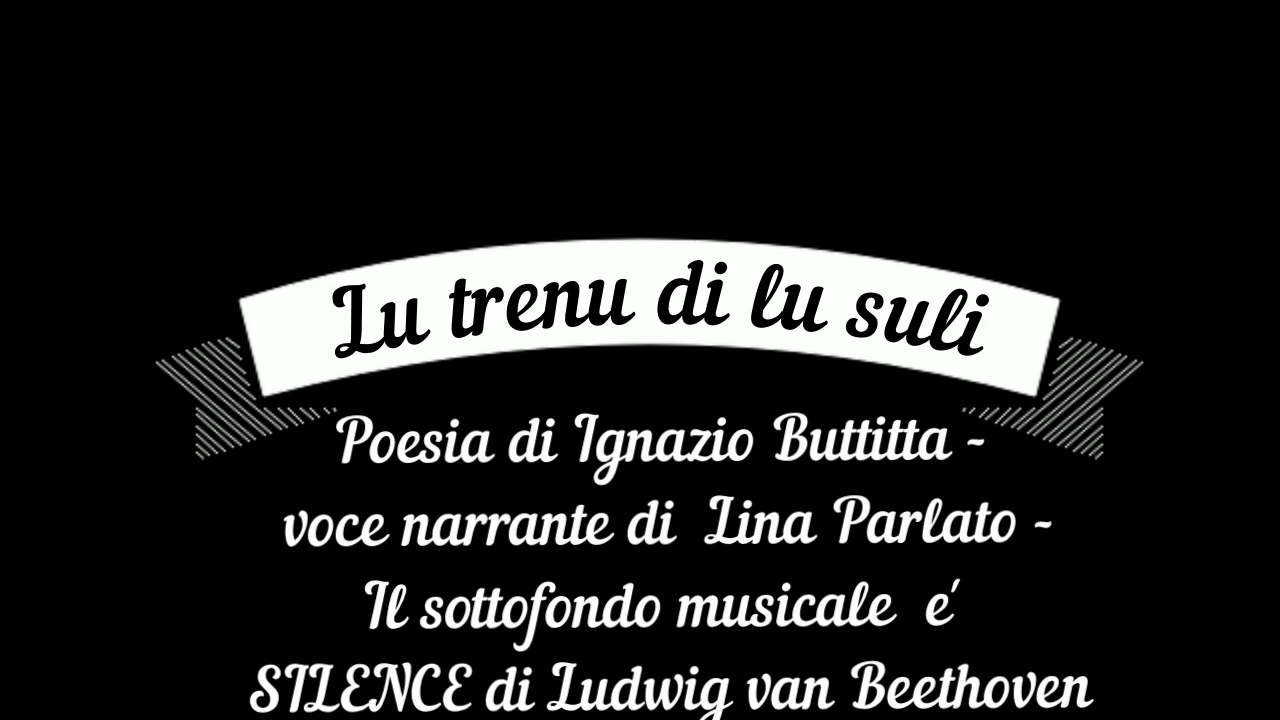 Lu trenu di lu suli
Poesia di Ignazio Buttitta -
voce narrante di Lina Parlato -
Il sottofondo musicale e'
SILENCE di Ludwig van Beethoven